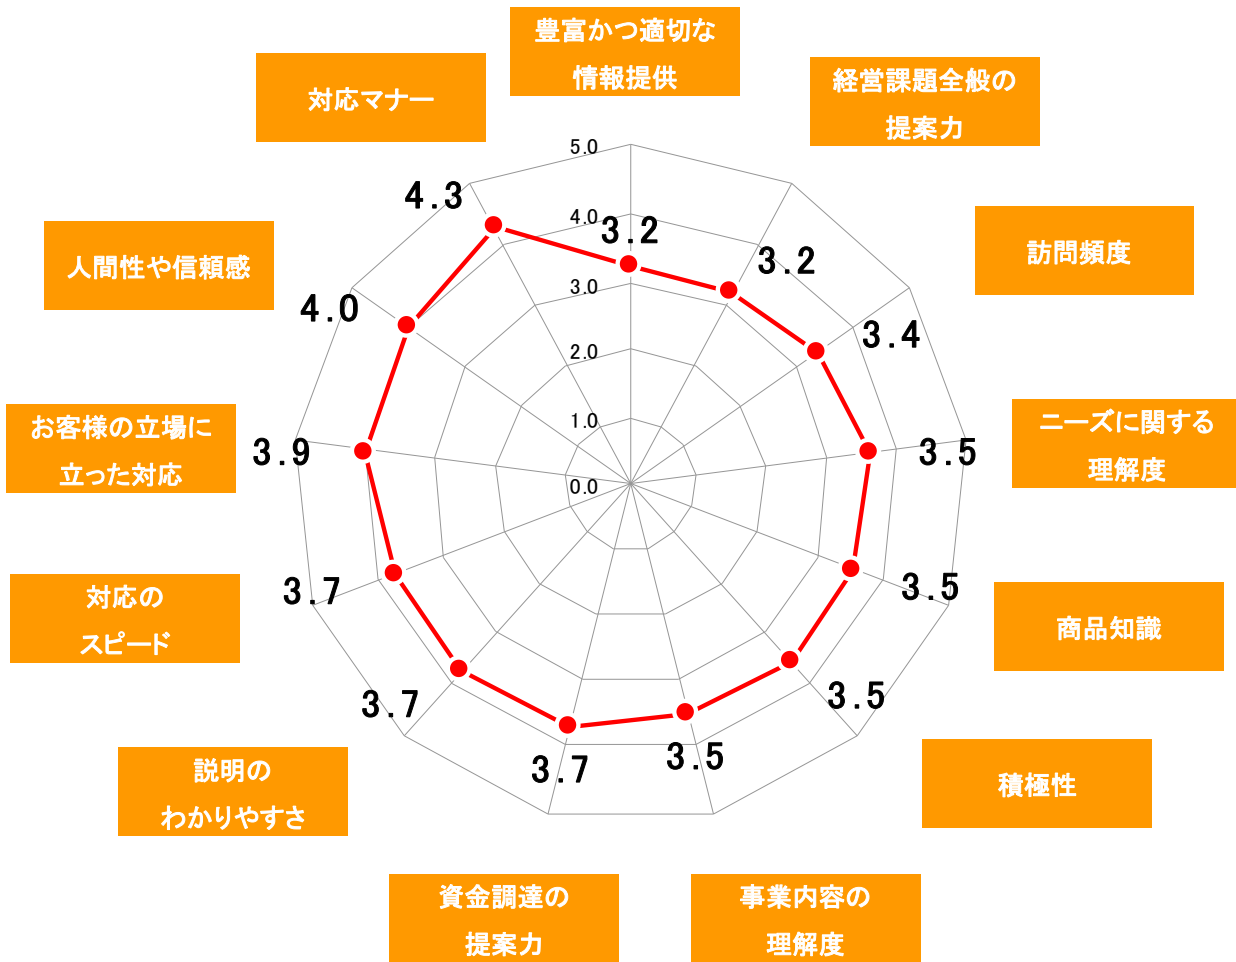 豊富かつ適切な
情報提供
経営課題全般の
提案力
訪問頻度
ニーズに関する
理解度
商品知識
積極性
事業内容の
理解度
資金調達の
提案力
説明の
わかりやすさ
対応の
スピード
お客様の立場に
立った対応
人間性や信頼感
対応マナー
5.0
4.0
3.0
2.0
1.0
0.0
3.2
3.2
3.4
3.5
3.5
3.5
3.5
3.7
3.7
3.7
3.9
4.0
4.3